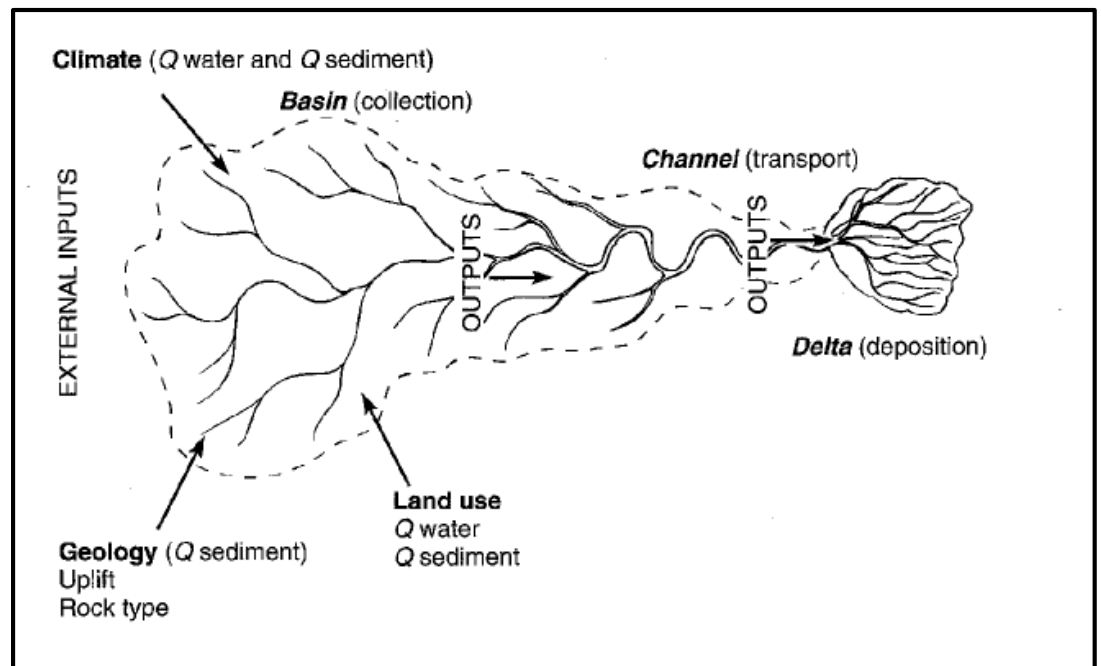 Climate (Q water and Q sediment)
Basin (collection)
Channel (transport)
EXTERNAL INPUTS
OUTPUTS
OUTPUTS
Delta (deposition)
Land use
Q water
Q sediment
Geology (Q sediment)
Uplift
Rock type